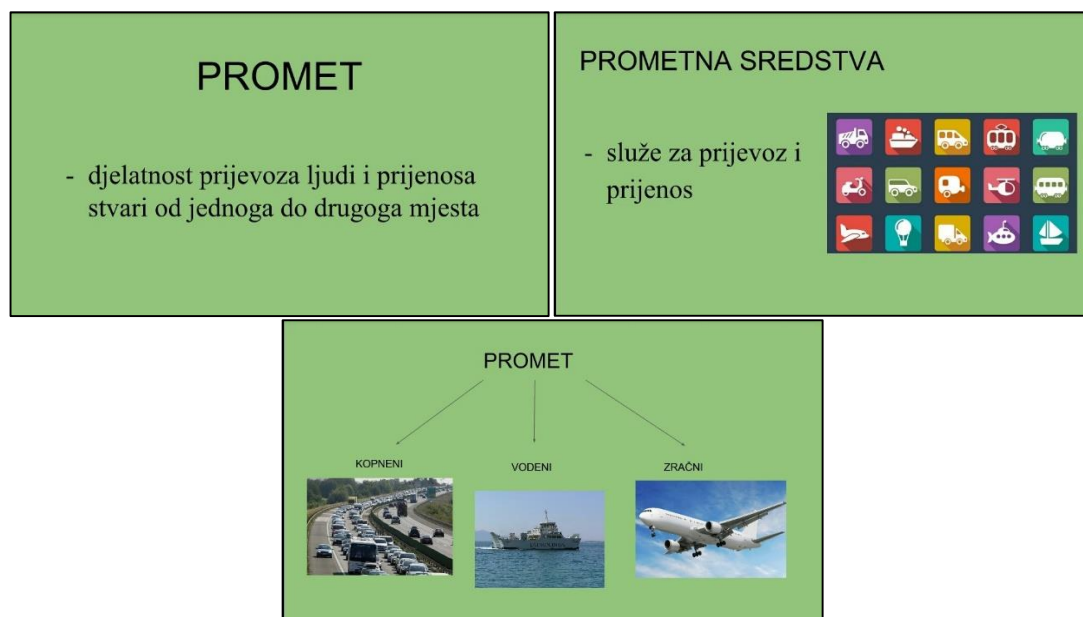 PROMET
- djelatnost prijevoza ljudi i prijenosa
stvari od jednoga do drugoga mjesta
PROMETNA SREDSTVA
- služe za prijevoz i
prijenos
PROMET
KOPNENI
VODENI
ZRAČNI